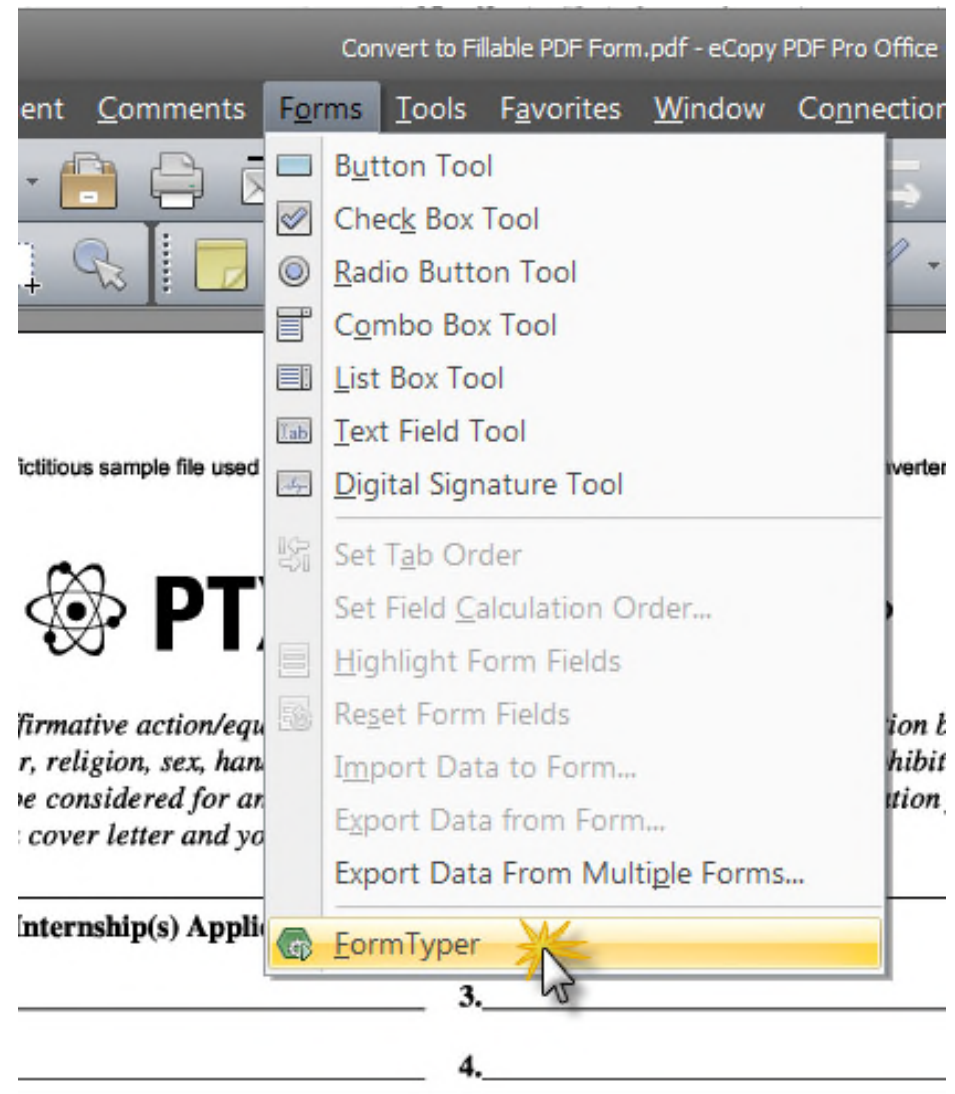 Convert to Fillable PDF Form.pdf - eCopy PDF Pro Office
ent Comments Forms Tools Favorites Window Connection
Button Tool
Check Box Tool
Radio Button Tool
Combo Box Tool
List Box Tool
Text Field Tool
Digital Signature Tool
Set Tab Order
Set Field Calculation Order...
Highlight Form Fields
Reset Form Fields
Import Data to Form...
Export Data from Form...
Export Data From Multiple Forms...
FormTyper
ictitious sample file used verter
PT
firmative action/equ ion b
r, religion, sex, han hibit
be considered for an ation
cover letter and yo
Internship(s) Appli
3.
4.